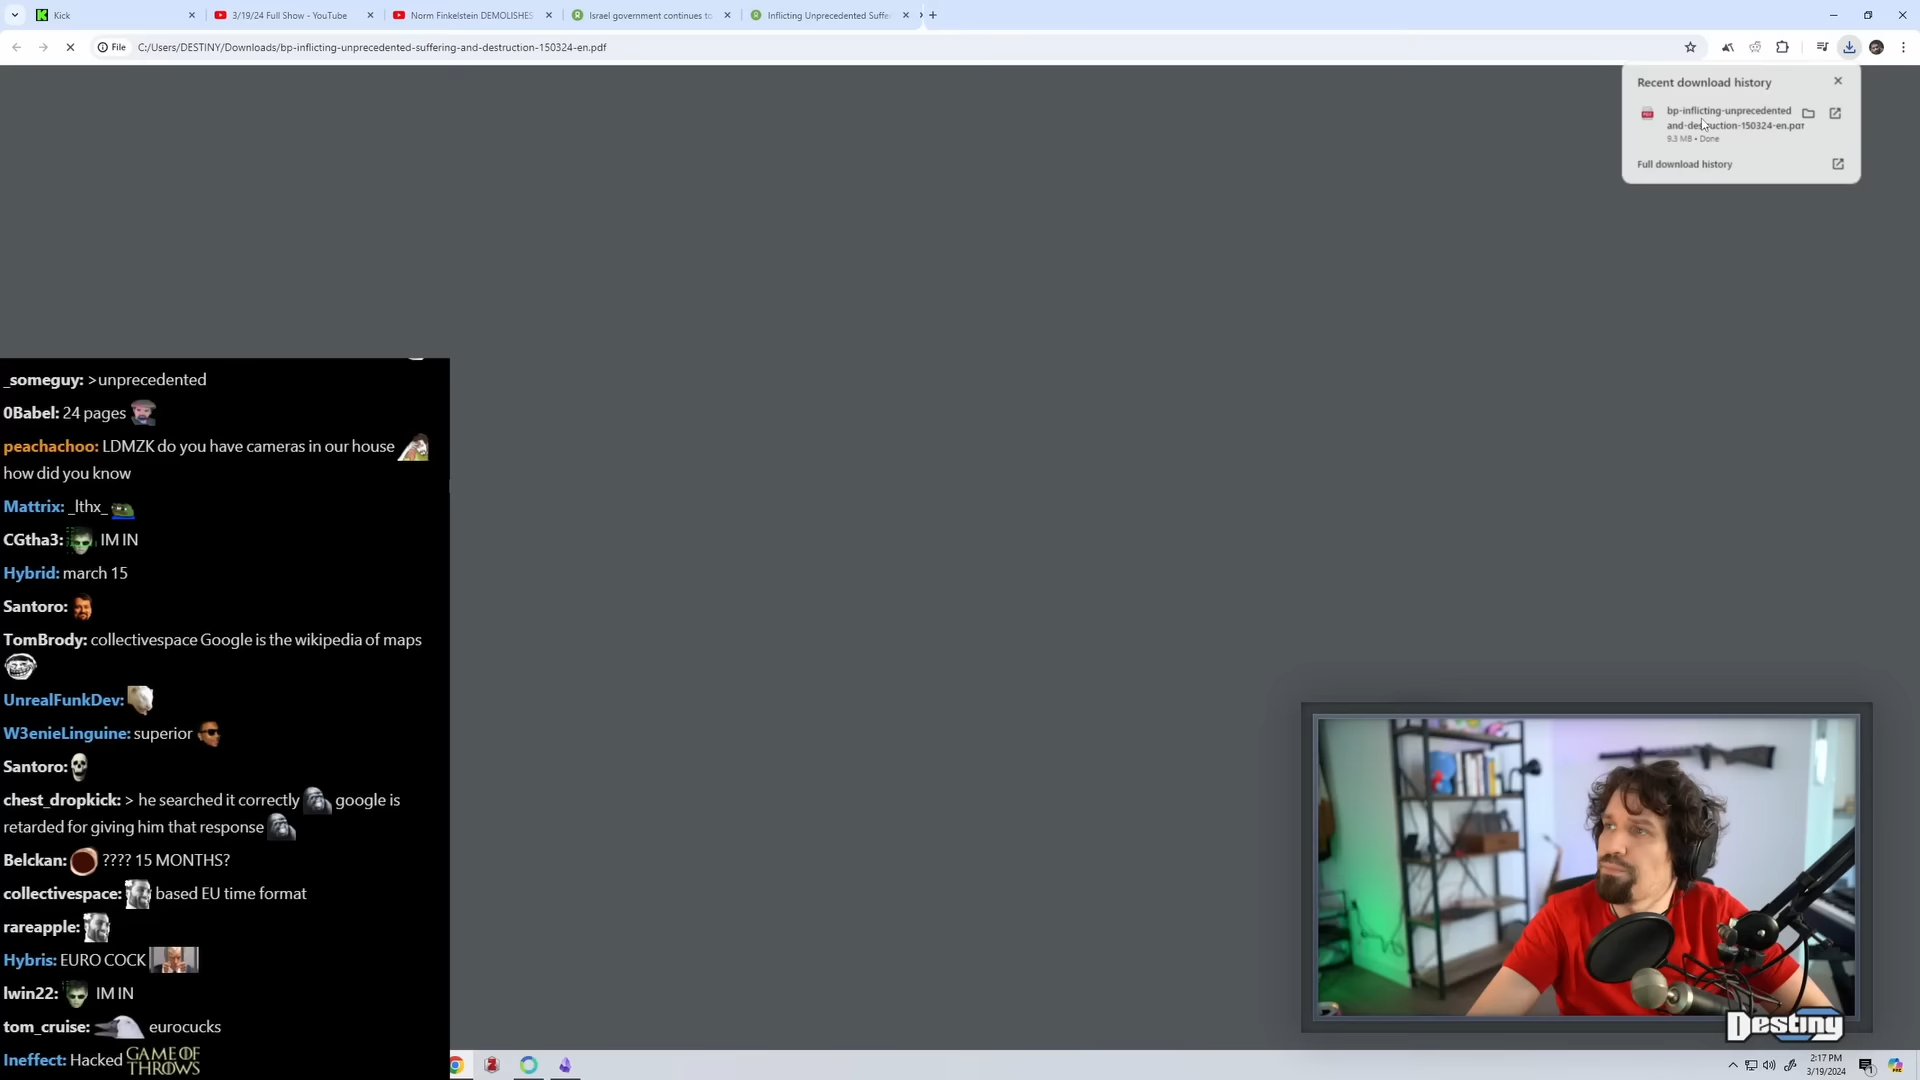 Kick
3/19/24 Full Show - YouTube
Norm Finkelstein DEMOLISHES
Israel government continues to
Inflicting Unprecedented Suffe
File
C:/Users/DESTINY/Downloads/bp-inflicting-unprecedented-suffering-and-destruction-150324-en.pdf
Recent download history
bp-inflicting-unprecedented
and-destruction-150324-en.pdf
9.3 MB • Done
Full download history
_someguy: >unprecedented
0Babel: 24 pages
peachachoo: LDMZK do you have cameras in our house
how did you know
Mattrix: _lthx_
CGtha3: IM IN
Hybrid: march 15
Santoro:
TomBrody: collectivespace Google is the wikipedia of maps
UnrealFunkDev:
W3enieLinguine: superior
Santoro:
chest_dropkick: > he searched it correctly google is
retarded for giving him that response
Belckan: ???? 15 MONTHS?
collectivespace: based EU time format
rareapple:
Hybris: EURO COCK
lwin22: IM IN
tom_cruise: eurocucks
Ineffect: Hacked GAME OF
THRONES
Destiny
2:17 PM
3/19/2024